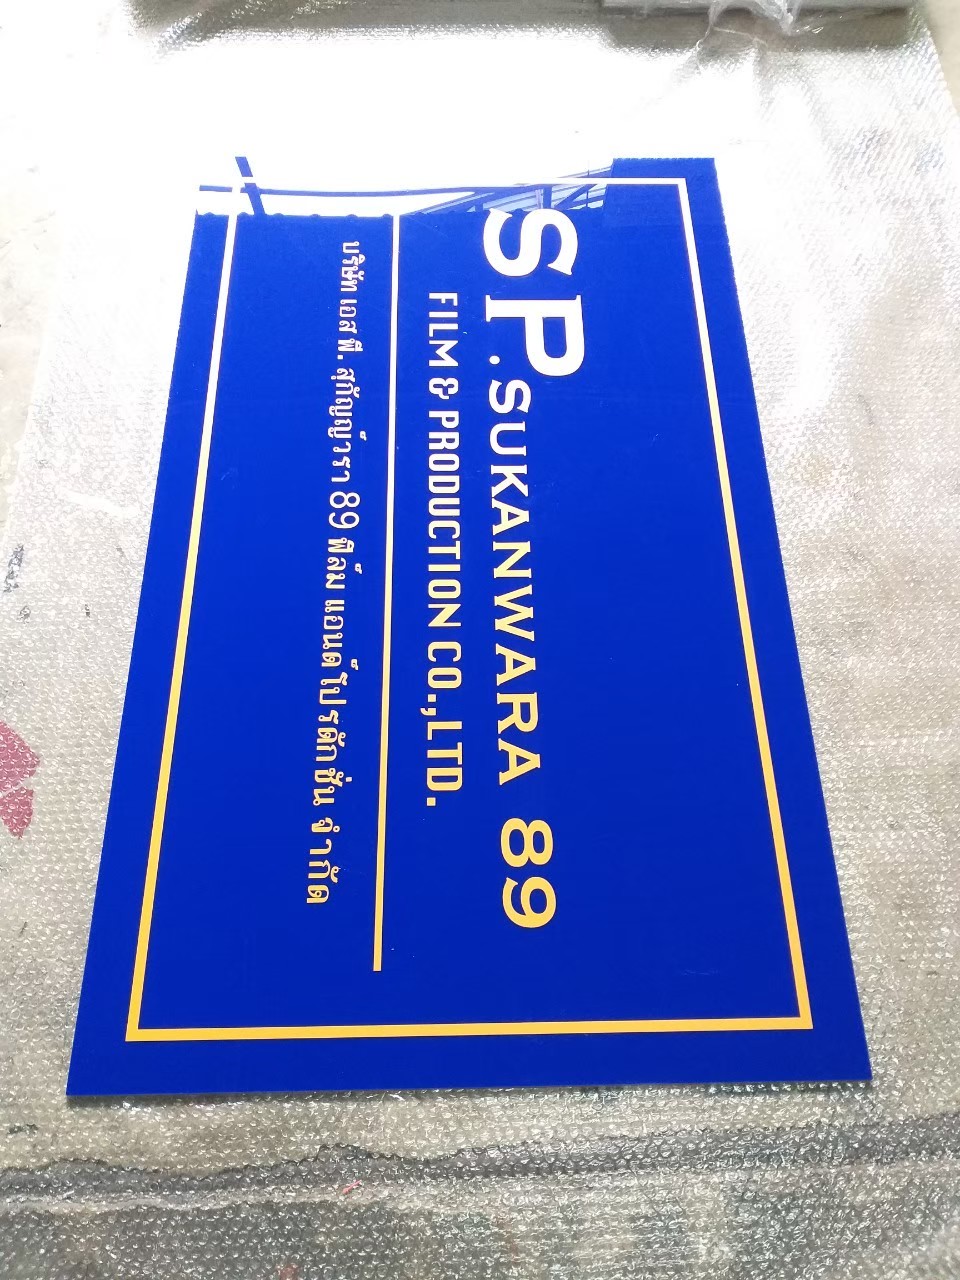 SP. SUKANWARA 89
FILM & PRODUCTION CO.,LTD.
บริษัท เอส พี. สุกัญญ์วรา 89 ฟิล์ม แอนด์ โปรดักชั่น จำกัด